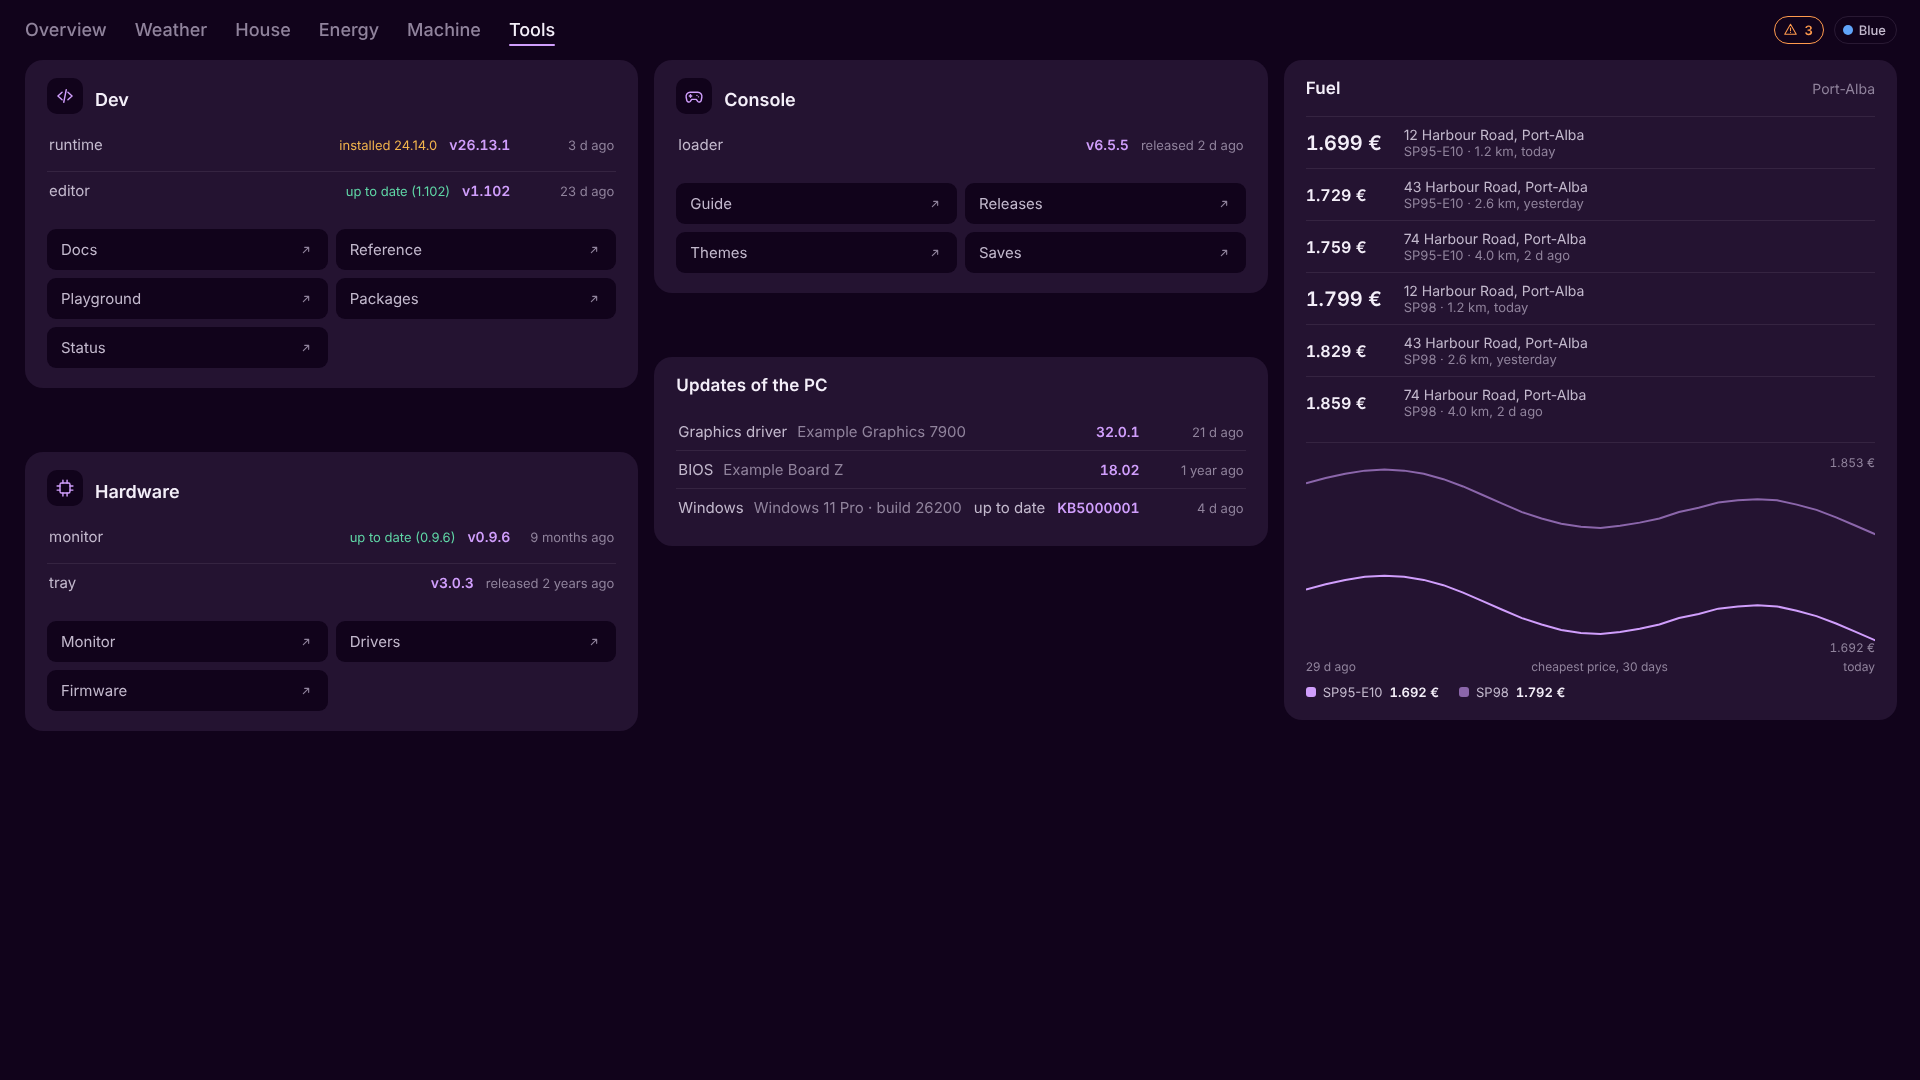 Overview Weather House Energy Machine Tools
3 Blue
Dev
runtime installed 24.14.0 v26.13.1 3 d ago
editor up to date (1.102) v1.102 23 d ago
Docs Reference
Playground Packages
Status
Hardware
monitor up to date (0.9.6) v0.9.6 9 months ago
tray v3.0.3 released 2 years ago
Monitor Drivers
Firmware
Console
loader v6.5.5 released 2 d ago
Guide Releases
Themes Saves
Updates of the PC
Graphics driver Example Graphics 7900 32.0.1 21 d ago
BIOS Example Board Z 18.02 1 year ago
Windows Windows 11 Pro · build 26200 up to date KB5000001 4 d ago
Fuel Port-Alba
1.699 € 12 Harbour Road, Port-Alba
SP95-E10 · 1.2 km, today
1.729 € 43 Harbour Road, Port-Alba
SP95-E10 · 2.6 km, yesterday
1.759 € 74 Harbour Road, Port-Alba
SP95-E10 · 4.0 km, 2 d ago
1.799 € 12 Harbour Road, Port-Alba
SP98 · 1.2 km, today
1.829 € 43 Harbour Road, Port-Alba
SP98 · 2.6 km, yesterday
1.859 € 74 Harbour Road, Port-Alba
SP98 · 4.0 km, 2 d ago
1.853 €
1.692 €
29 d ago cheapest price, 30 days today
SP95-E10 1.692 € SP98 1.792 €